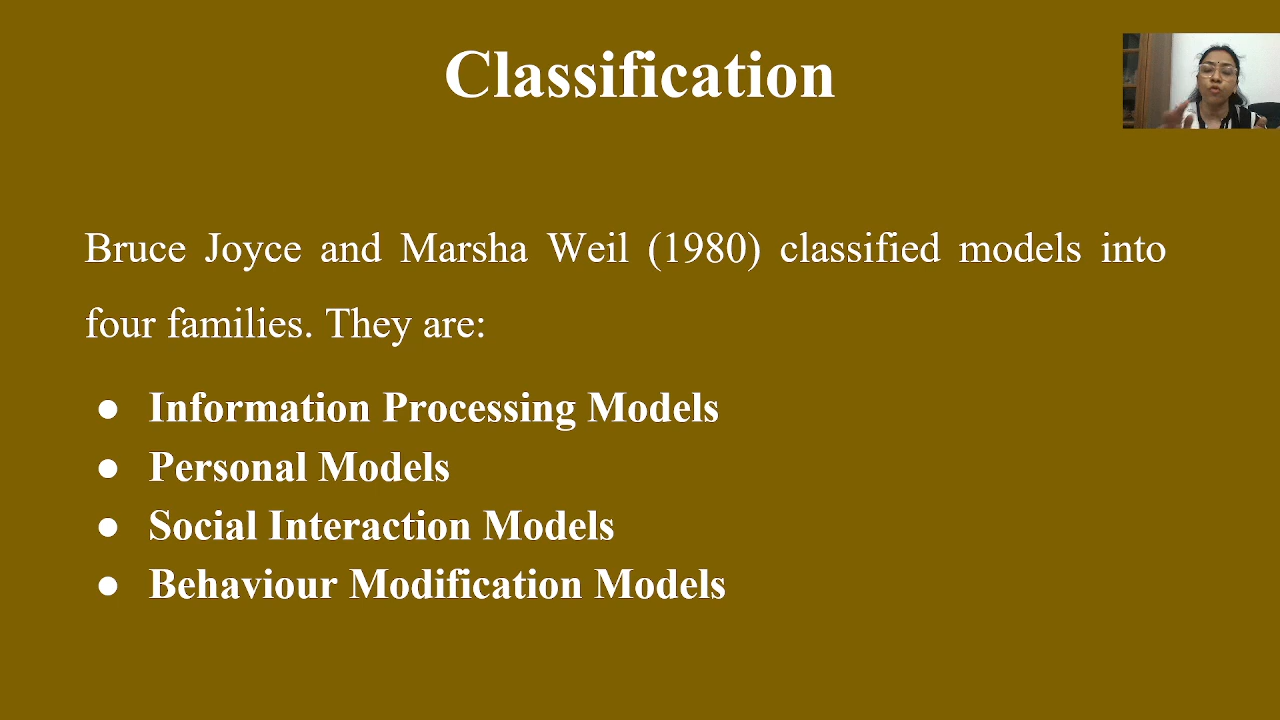 Classification
Bruce Joyce and Marsha Weil (1980) classified models into
four families. They are:
● Information Processing Models
● Personal Models
● Social Interaction Models
● Behaviour Modification Models